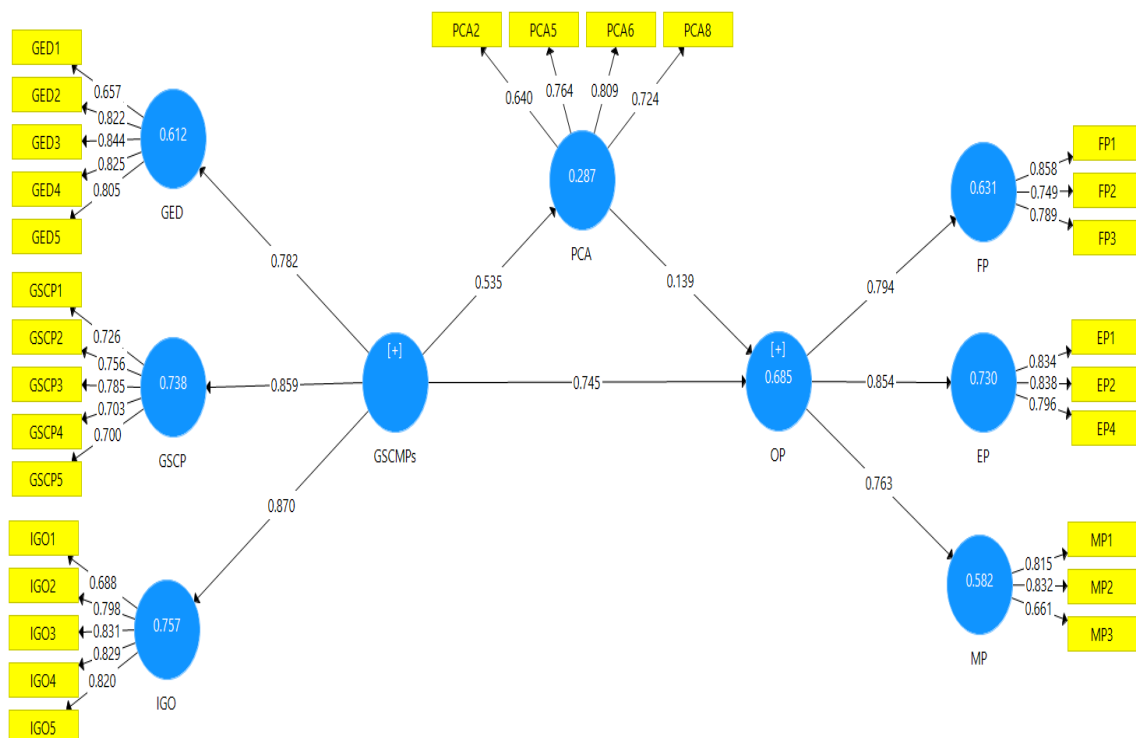 PCA2 PCA5 PCA6 PCA8
0.640 0.764 0.809 0.724
0.287
PCA
GED1
GED2
GED3
GED4
GED5
0.657
0.822
0.844
0.825
0.805
0.612
GED
0.782
0.535
0.139
GSCP1
GSCP2
GSCP3
GSCP4
GSCP5
0.726
0.756
0.785
0.703
0.700
0.738
GSCP
0.859
[+]
GSCMPs
0.745
[+]
0.685
OP
0.870
IGO1
IGO2
IGO3
IGO4
IGO5
0.688
0.798
0.831
0.829
0.820
0.757
IGO
0.794
0.631
FP
0.858
0.749
0.789
FP1
FP2
FP3
0.854
0.730
EP
0.834
0.838
0.796
EP1
EP2
EP4
0.763
0.582
MP
0.815
0.832
0.661
MP1
MP2
MP3